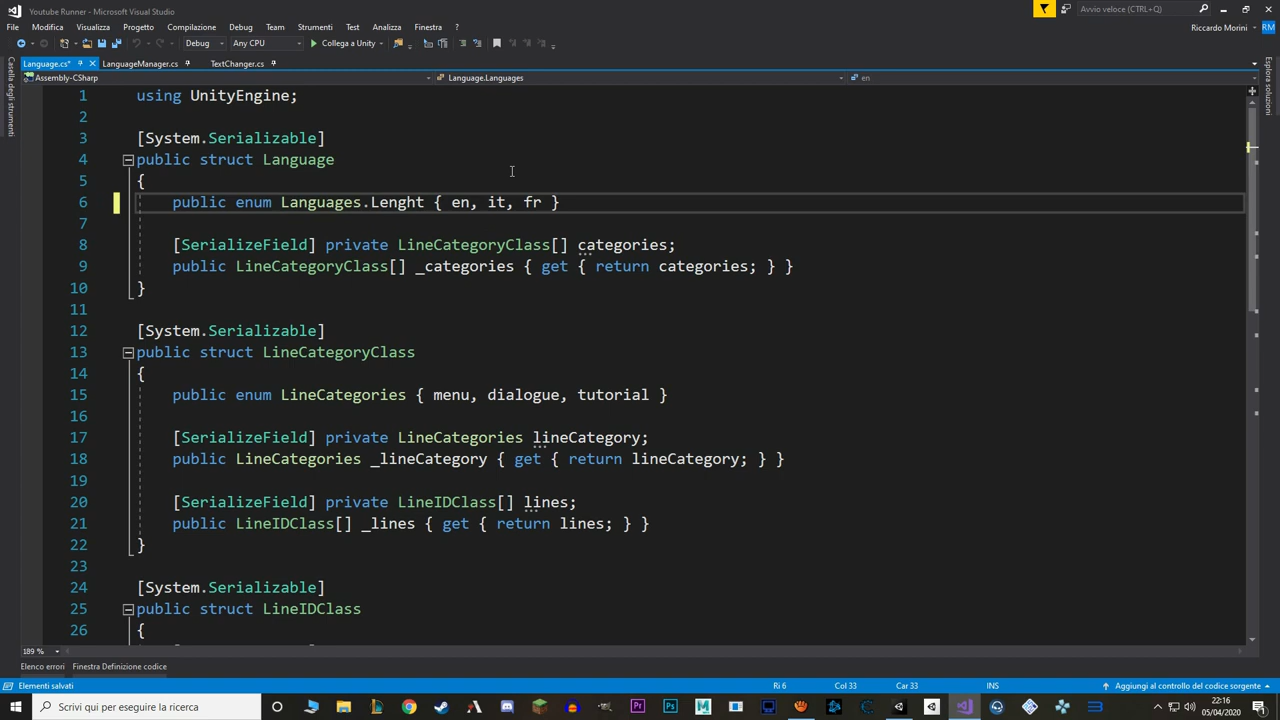 Youtube Runner - Microsoft Visual Studio
Avvio veloce (CTRL+Q)
File Modifica Visualizza Progetto Compilazione Debug Team Strumenti Test Analizza Finestra ?
Riccardo Morini RM
Debug Any CPU Collega a Unity
Language.cs* LanguageManager.cs TextChanger.cs
Assembly-CSharp Language.Languages en
Casella degli strumenti
Esplora soluzioni
1 using UnityEngine;
2
3 [System.Serializable]
4 public struct Language
5 {
6 public enum Languages.Lenght { en, it, fr }
7
8 [SerializeField] private LineCategoryClass[] categories;
9 public LineCategoryClass[] _categories { get { return categories; } }
10 }
11
12 [System.Serializable]
13 public struct LineCategoryClass
14 {
15 public enum LineCategories { menu, dialogue, tutorial }
16
17 [SerializeField] private LineCategories lineCategory;
18 public LineCategories _lineCategory { get { return lineCategory; } }
19
20 [SerializeField] private LineIDClass[] lines;
21 public LineIDClass[] _lines { get { return lines; } }
22 }
23
24 [System.Serializable]
25 public struct LineIDClass
26 {
189 %
Elenco errori Finestra Definizione codice
Elementi salvati Ri 6 Col 33 Car 33 INS Aggiungi al controllo del codice sorgente
Scrivi qui per eseguire la ricerca
22:16
05/04/2020